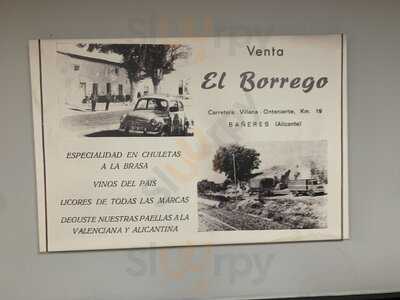 Venta
El Borrego
Carretera Villena - Onteniente, Km. 19
BAÑERES (Alicante)
ESPECIALIDAD EN CHULETAS
A LA BRASA
VINOS DEL PAIS
LICORES DE TODAS LAS MARCAS
DEGUSTE NUESTRAS PAELLAS A LA
VALENCIANA Y ALICANTINA